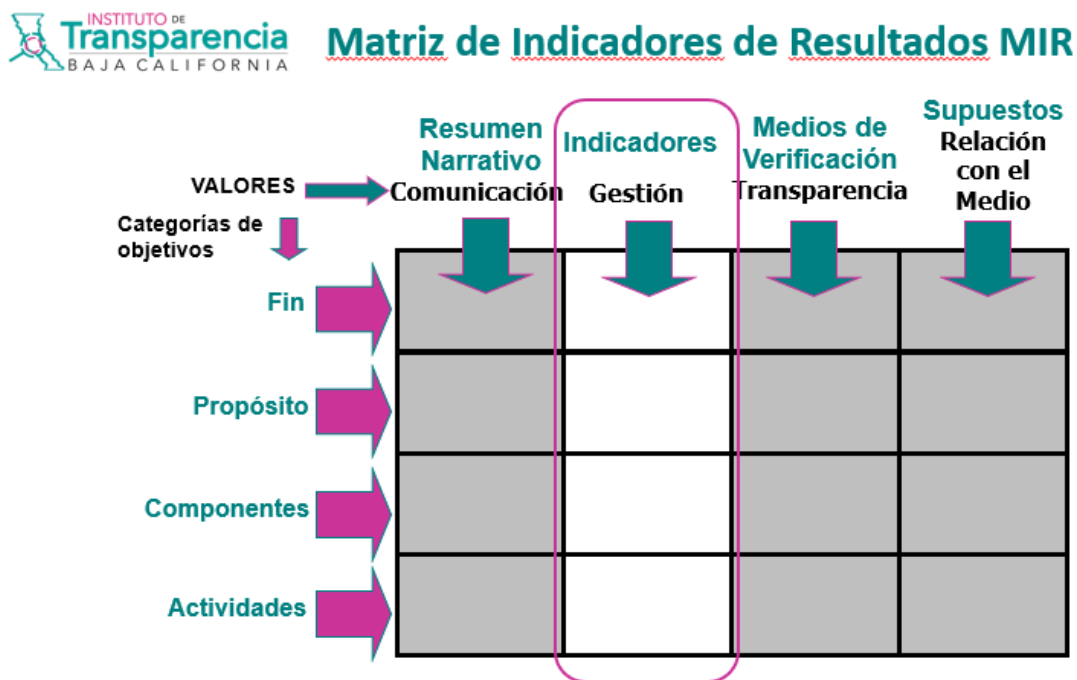 INSTITUTO DE
Transparencia
BAJA CALIFORNIA
Matriz de Indicadores de Resultados MIR
Resumen
Narrativo
Comunicación
Indicadores
Gestión
Medios de
Verificación
Transparencia
Supuestos
Relación
con el
Medio
VALORES
Categorías de
objetivos
Fin
Propósito
Componentes
Actividades